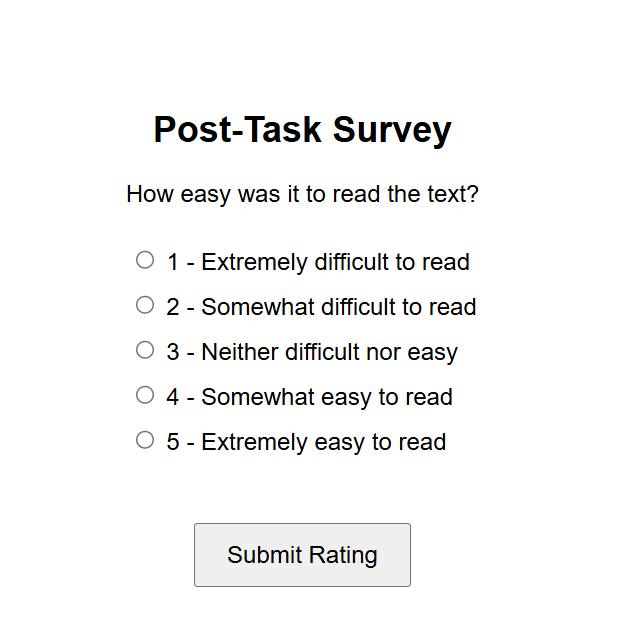 Post-Task Survey
How easy was it to read the text?
1 - Extremely difficult to read
2 - Somewhat difficult to read
3 - Neither difficult nor easy
4 - Somewhat easy to read
5 - Extremely easy to read
Submit Rating